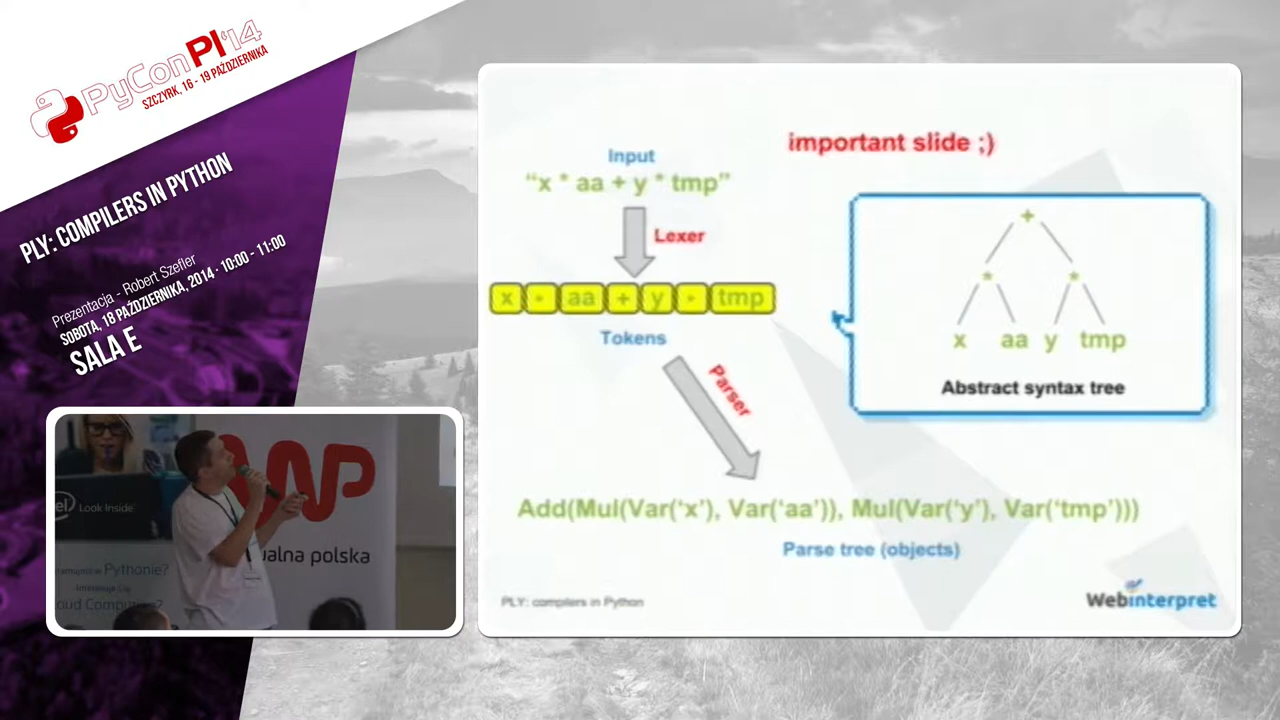 PyConPl'14
SZCZYRK, 16 - 19 PAŹDZIERNIKA
PLY: COMPILERS IN PYTHON
Prezentacja - Robert Szefler
SOBOTA, 18 PAŹDZIERNIKA, 2014 · 10:00 - 11:00
SALA E
Look Inside
Pythonie?
WP
ualna polska
important slide ;)
Input
“x * aa + y * tmp”
Lexer
x * aa + y * tmp
Tokens
Parser
+
* *
x aa y tmp
Abstract syntax tree
Add(Mul(Var(‘x’), Var(‘aa’)), Mul(Var(‘y’), Var(‘tmp’)))
Parse tree (objects)
PLY: compilers in Python
Webinterpret